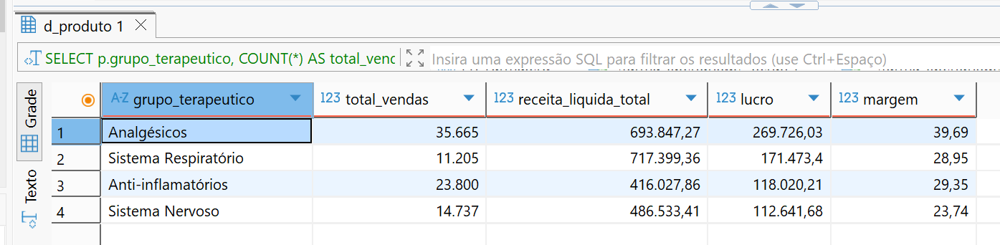 d_produto 1
SELECT p.grupo_terapeutico, COUNT(*) AS total_venc Insira uma expressão SQL para filtrar os resultados (use Ctrl+Espaço)
Grade
Texto
A-Z grupo_terapeutico 123 total_vendas 123 receita_liquida_total 123 lucro 123 margem
1 Analgésicos 35.665 693.847,27 269.726,03 39,69
2 Sistema Respiratório 11.205 717.399,36 171.473,4 28,95
3 Anti-inflamatórios 23.800 416.027,86 118.020,21 29,35
4 Sistema Nervoso 14.737 486.533,41 112.641,68 23,74